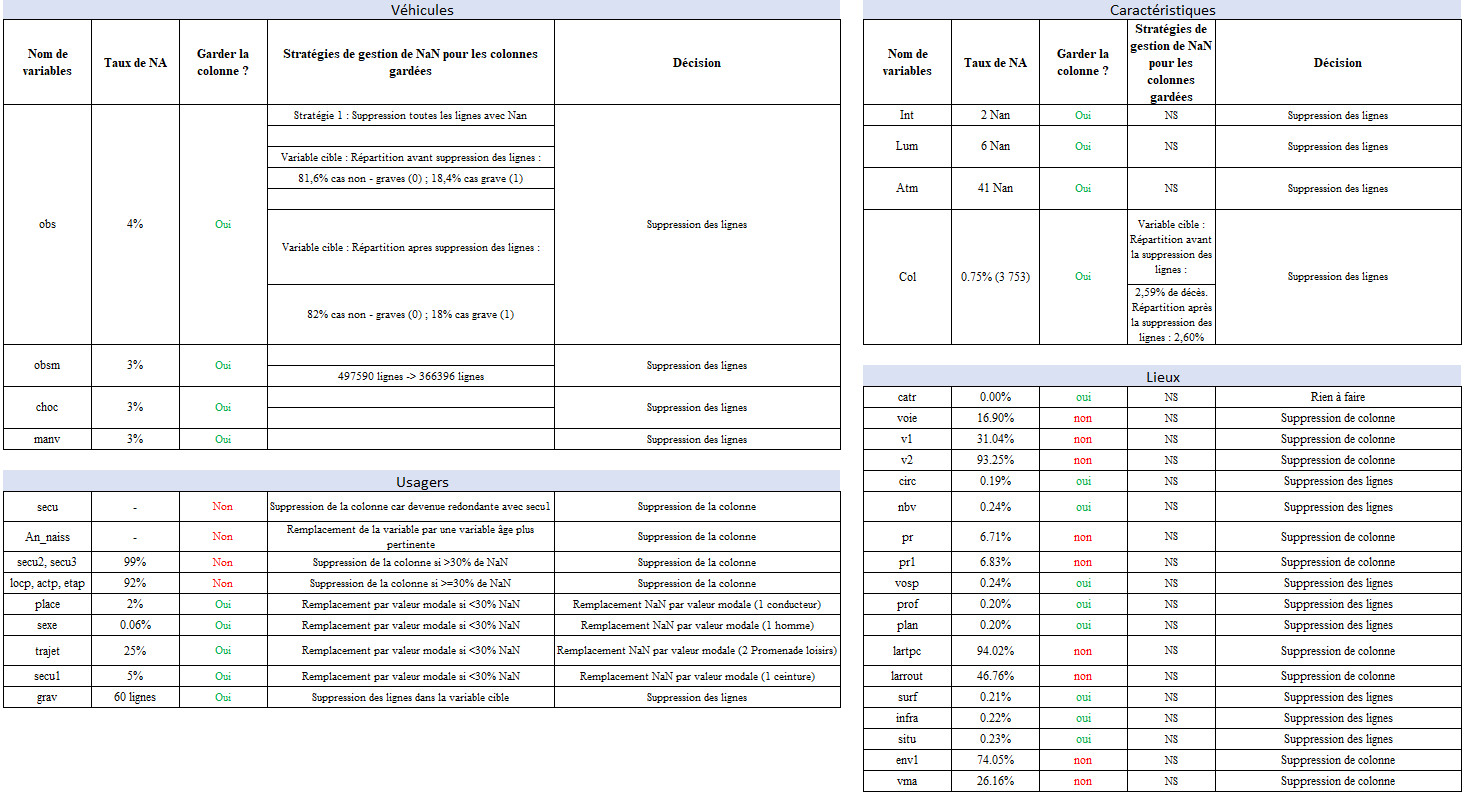 Véhicules
Nom de variables | Taux de NA | Garder la colonne ? | Stratégies de gestion de NaN pour les colonnes gardées | Décision
obs | 4% | Oui | Stratégie 1 : Suppression toutes les lignes avec Nan | Suppression des lignes
Variable cible : Répartition avant suppression des lignes :
81,6% cas non - graves (0) ; 18,4% cas grave (1)
Variable cible : Répartition apres suppression des lignes :
82% cas non - graves (0) ; 18% cas grave (1)
obsm | 3% | Oui | 497590 lignes -> 366396 lignes | Suppression des lignes
choc | 3% | Oui | Suppression des lignes
manv | 3% | Oui | Suppression des lignes
Usagers
secu | - | Non | Suppression de la colonne car devenue redondante avec secu1 | Suppression de la colonne
An_naiss | - | Non | Remplacement de la variable par une variable âge plus pertinente | Suppression de la colonne
secu2, secu3 | 99% | Non | Suppression de la colonne si >30% de NaN | Suppression de la colonne
locp, actp, etap | 92% | Non | Suppression de la colonne si >=30% de NaN | Suppression de la colonne
place | 2% | Oui | Remplacement par valeur modale si <30% NaN | Remplacement NaN par valeur modale (1 conducteur)
sexe | 0.06% | Oui | Remplacement par valeur modale si <30% NaN | Remplacement NaN par valeur modale (1 homme)
trajet | 25% | Oui | Remplacement par valeur modale si <30% NaN | Remplacement NaN par valeur modale (2 Promenade loisirs)
secu1 | 5% | Oui | Remplacement par valeur modale si <30% NaN | Remplacement NaN par valeur modale (1 ceinture)
grav | 60 lignes | Oui | Suppression des lignes dans la variable cible | Suppression des lignes
Caractéristiques
Nom de variables | Taux de NA | Garder la colonne ? | Stratégies de gestion de NaN pour les colonnes gardées | Décision
Int | 2 Nan | Oui | NS | Suppression des lignes
Lum | 6 Nan | Oui | NS | Suppression des lignes
Atm | 41 Nan | Oui | NS | Suppression des lignes
Col | 0.75% (3 753) | Oui | Variable cible : Répartition avant la suppression des lignes : | Suppression des lignes
2,59% de décès. Répartition après la suppression des lignes : 2,60%
Lieux
catr | 0.00% | oui | NS | Rien à faire
voie | 16.90% | non | NS | Suppression de colonne
v1 | 31.04% | non | NS | Suppression de colonne
v2 | 93.25% | non | NS | Suppression de colonne
circ | 0.19% | oui | NS | Suppression des lignes
nbv | 0.24% | oui | NS | Suppression des lignes
pr | 6.71% | non | NS | Suppression de colonne
pr1 | 6.83% | non | NS | Suppression de colonne
vosp | 0.24% | oui | NS | Suppression des lignes
prof | 0.20% | oui | NS | Suppression des lignes
plan | 0.20% | oui | NS | Suppression des lignes
lartpc | 94.02% | non | NS | Suppression de colonne
larrout | 46.76% | non | NS | Suppression de colonne
surf | 0.21% | oui | NS | Suppression des lignes
infra | 0.22% | oui | NS | Suppression des lignes
situ | 0.23% | oui | NS | Suppression des lignes
env1 | 74.05% | non | NS | Suppression de colonne
vma | 26.16% | non | NS | Suppression de colonne